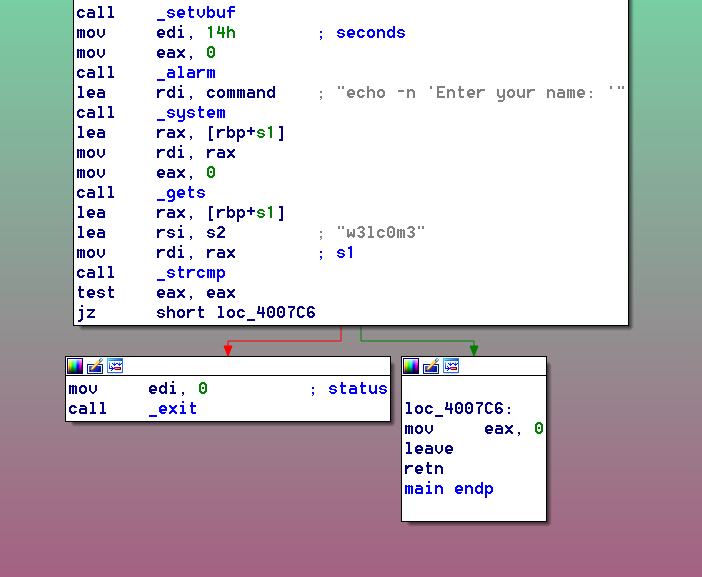 call _setvbuf
mov edi, 14h ; seconds
mov eax, 0
call _alarm
lea rdi, command ; "echo -n 'Enter your name: '"
call _system
lea rax, [rbp+s1]
mov rdi, rax
mov eax, 0
call _gets
lea rax, [rbp+s1]
lea rsi, s2 ; "w3lc0m3"
mov rdi, rax ; s1
call _strcmp
test eax, eax
jz short loc_4007C6
mov edi, 0 ; status
call _exit
loc_4007C6:
mov eax, 0
leave
retn
main endp